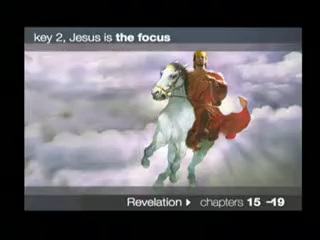 key 2, Jesus is the focus
Revelation ▸ chapters 15 -19